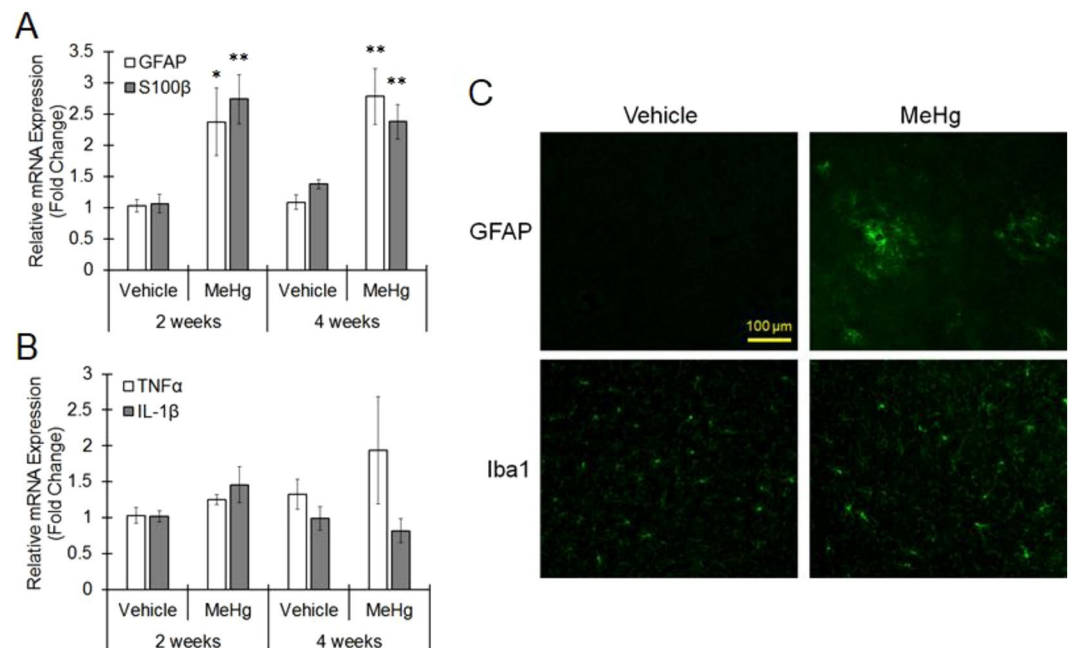 A
3.5
3
2.5
2
1.5
1
0.5
0
Relative mRNA Expression
(Fold Change)
GFAP
S100β
*
**
**
**
Vehicle MeHg Vehicle MeHg
2 weeks 4 weeks
B
3
2.5
2
1.5
1
0.5
0
Relative mRNA Expression
(Fold Change)
TNFα
IL-1β
Vehicle MeHg Vehicle MeHg
2 weeks 4 weeks
C
Vehicle MeHg
GFAP
100 μm
Iba1